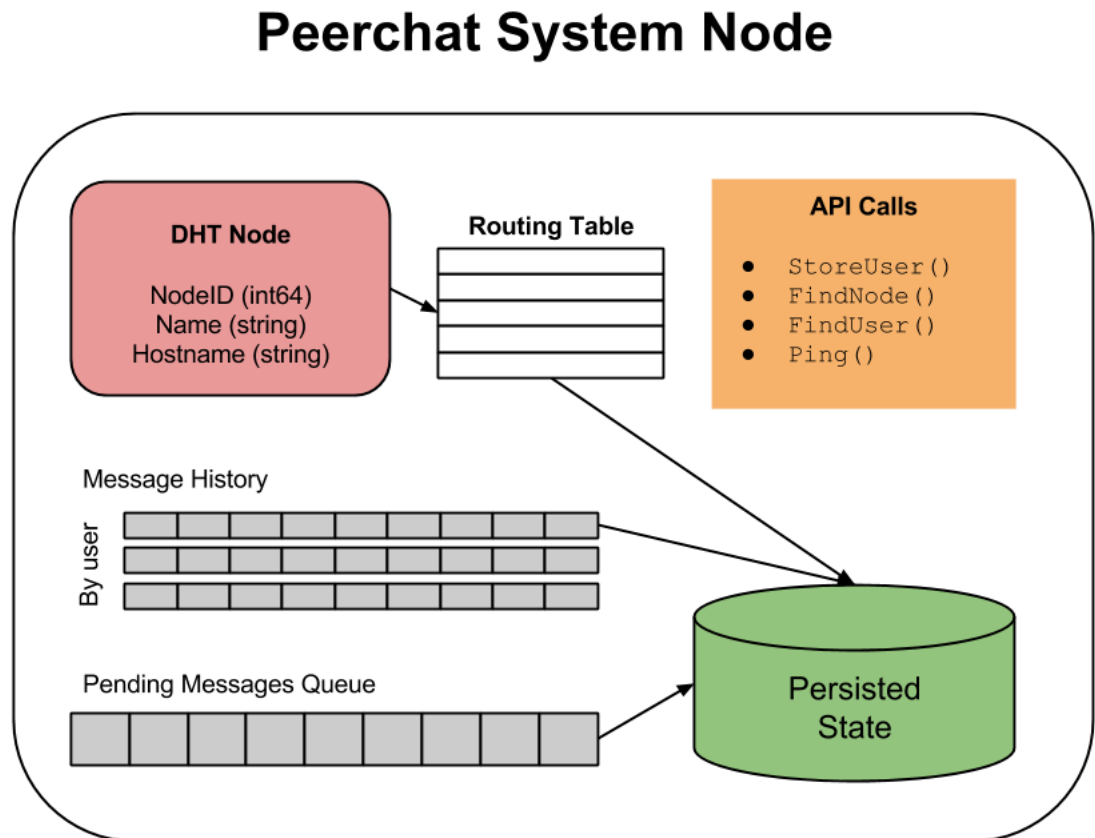 Peerchat System Node
DHT Node
NodeID (int64)
Name (string)
Hostname (string)
Routing Table
API Calls
● StoreUser()
● FindNode()
● FindUser()
● Ping()
Message History
By user
Pending Messages Queue
Persisted
State